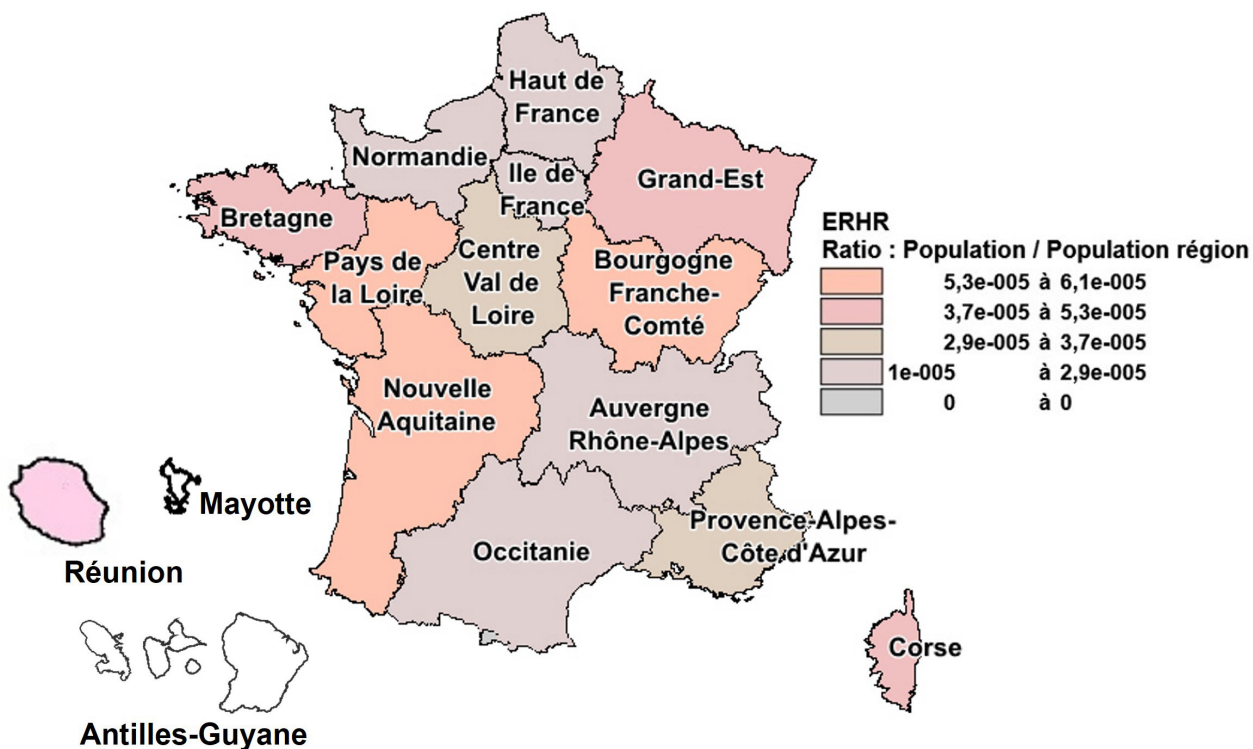 Haut de
France
Normandie
Ile de
France
Grand-Est
Bretagne
Centre
Val de
Loire
Pays de
la Loire
Bourgogne
Franche-
Comté
ERHR
Ratio : Population / Population région
5,3e-005 à 6,1e-005
3,7e-005 à 5,3e-005
2,9e-005 à 3,7e-005
1e-005 à 2,9e-005
0 à 0
Nouvelle
Aquitaine
Auvergne
Rhône-Alpes
Mayotte
Réunion
Occitanie
Provence-Alpes-
Côte d'Azur
Corse
Antilles-Guyane